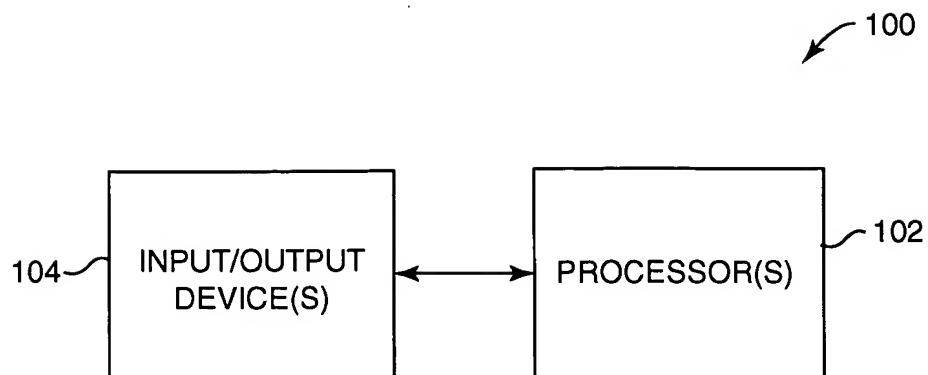 100
104
INPUT/OUTPUT
DEVICE(S)
PROCESSOR(S)
102